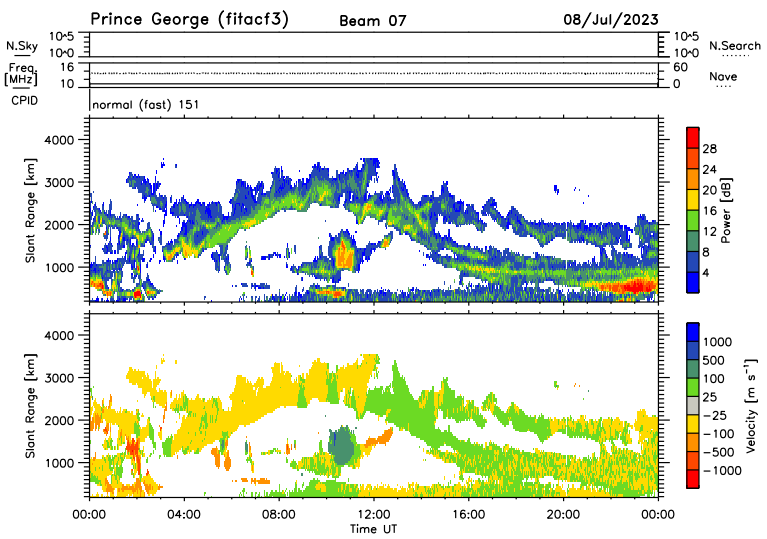 Prince George (fitacf3) Beam 07 08/Jul/2023
10^5 10^5
N.Sky N.Search
10^0 10^0
Freq. 16 60
[MHz] Nave
10 0
CPID normal (fast) 151
4000
3000
2000
1000
Slant Range [km]
28
24
20
16
12
8
4
Power [dB]
4000
3000
2000
1000
Slant Range [km]
1000
500
100
25
−25
−100
−500
−1000
Velocity [m s⁻¹]
00:00 04:00 08:00 12:00 16:00 20:00 00:00
Time UT